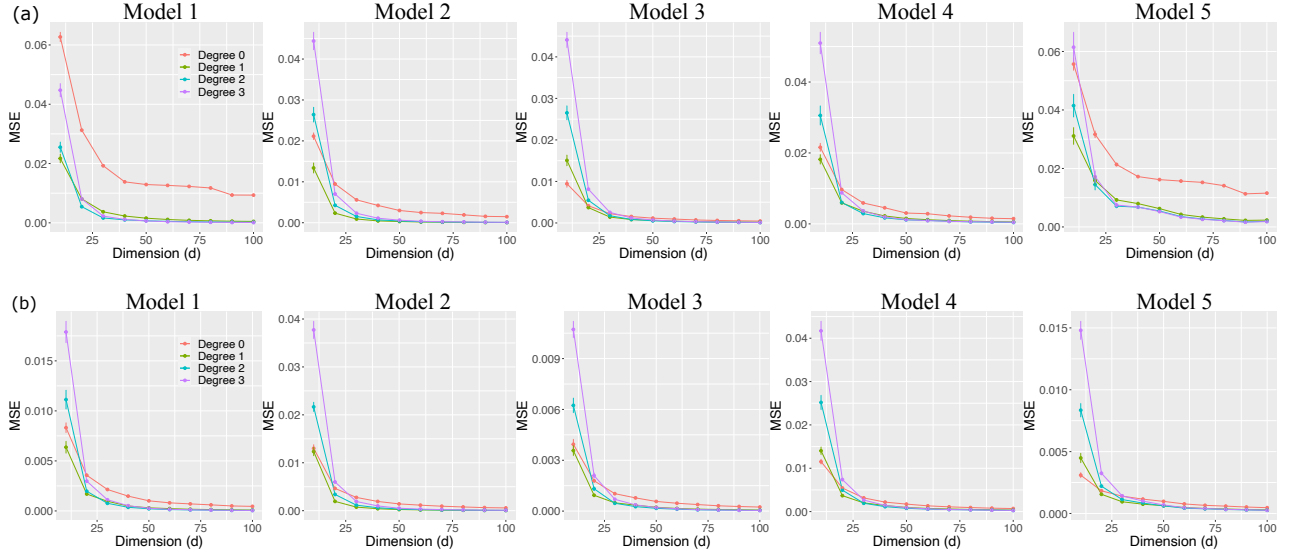 (a)
Model 1
Model 2
Model 3
Model 4
Model 5
MSE
0.06
0.04
0.02
0.00
Degree 0
Degree 1
Degree 2
Degree 3
25 50 75 100
Dimension (d)
MSE
0.04
0.03
0.02
0.01
0.00
25 50 75 100
Dimension (d)
MSE
0.04
0.03
0.02
0.01
0.00
25 50 75 100
Dimension (d)
MSE
0.04
0.02
0.00
25 50 75 100
Dimension (d)
MSE
0.06
0.04
0.02
0.00
25 50 75 100
Dimension (d)
(b)
Model 1
Model 2
Model 3
Model 4
Model 5
MSE
0.015
0.010
0.005
0.000
Degree 0
Degree 1
Degree 2
Degree 3
25 50 75 100
Dimension (d)
MSE
0.04
0.03
0.02
0.01
0.00
25 50 75 100
Dimension (d)
MSE
0.009
0.006
0.003
0.000
25 50 75 100
Dimension (d)
MSE
0.04
0.03
0.02
0.01
0.00
25 50 75 100
Dimension (d)
MSE
0.015
0.010
0.005
0.000
25 50 75 100
Dimension (d)